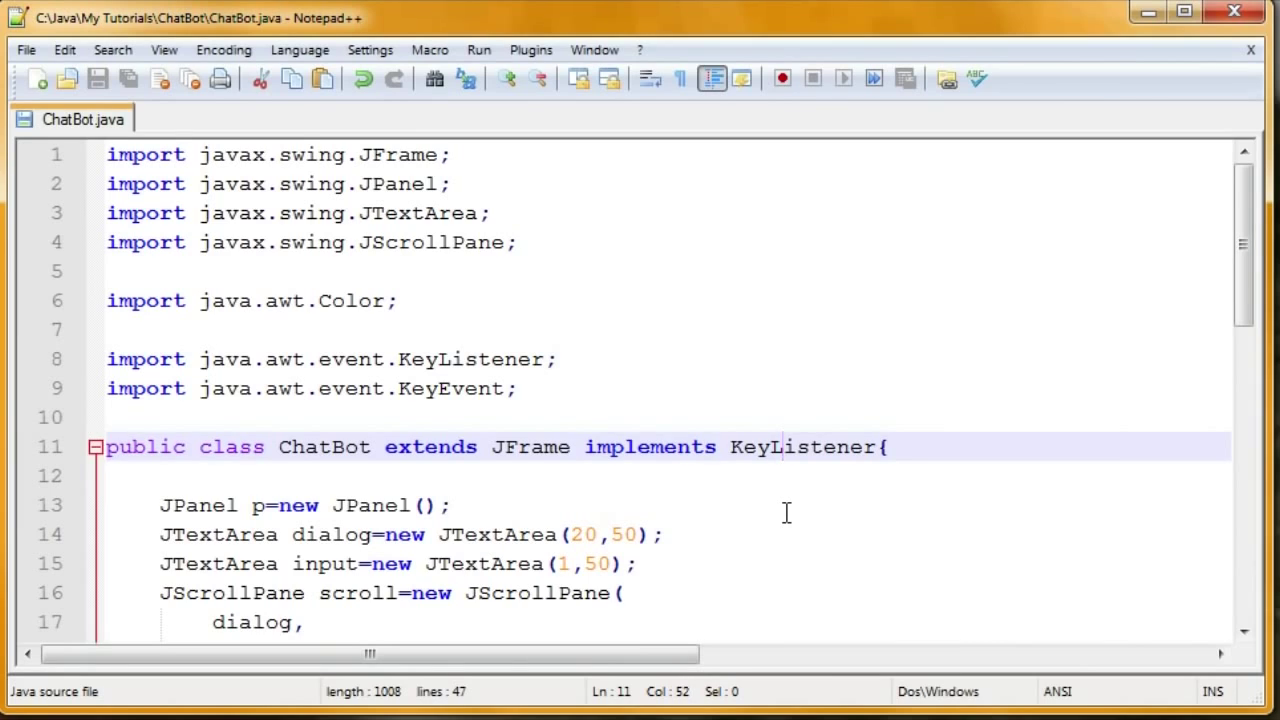 C:\Java\My Tutorials\ChatBot\ChatBot.java - Notepad++
File Edit Search View Encoding Language Settings Macro Run Plugins Window ? X
ABC
ChatBot.java
1 import javax.swing.JFrame;
2 import javax.swing.JPanel;
3 import javax.swing.JTextArea;
4 import javax.swing.JScrollPane;
5
6 import java.awt.Color;
7
8 import java.awt.event.KeyListener;
9 import java.awt.event.KeyEvent;
10
11 public class ChatBot extends JFrame implements KeyListener{
12
13     JPanel p=new JPanel();
14     JTextArea dialog=new JTextArea(20,50);
15     JTextArea input=new JTextArea(1,50);
16     JScrollPane scroll=new JScrollPane(
17         dialog,
Java source file length : 1008 lines : 47 Ln : 11 Col : 52 Sel : 0 Dos\Windows ANSI INS